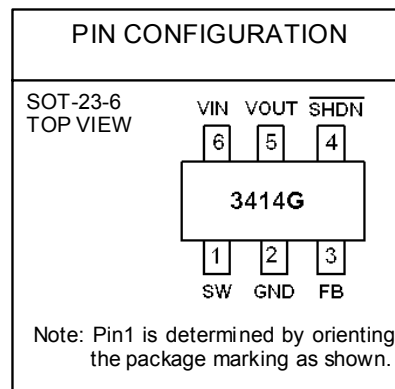 PIN CONFIGURATION
SOT-23-6
TOP VIEW
VIN VOUT SHDN
6 5 4
3414G
1 2 3
SW GND FB
Note: Pin1 is determined by orienting
the package marking as shown.